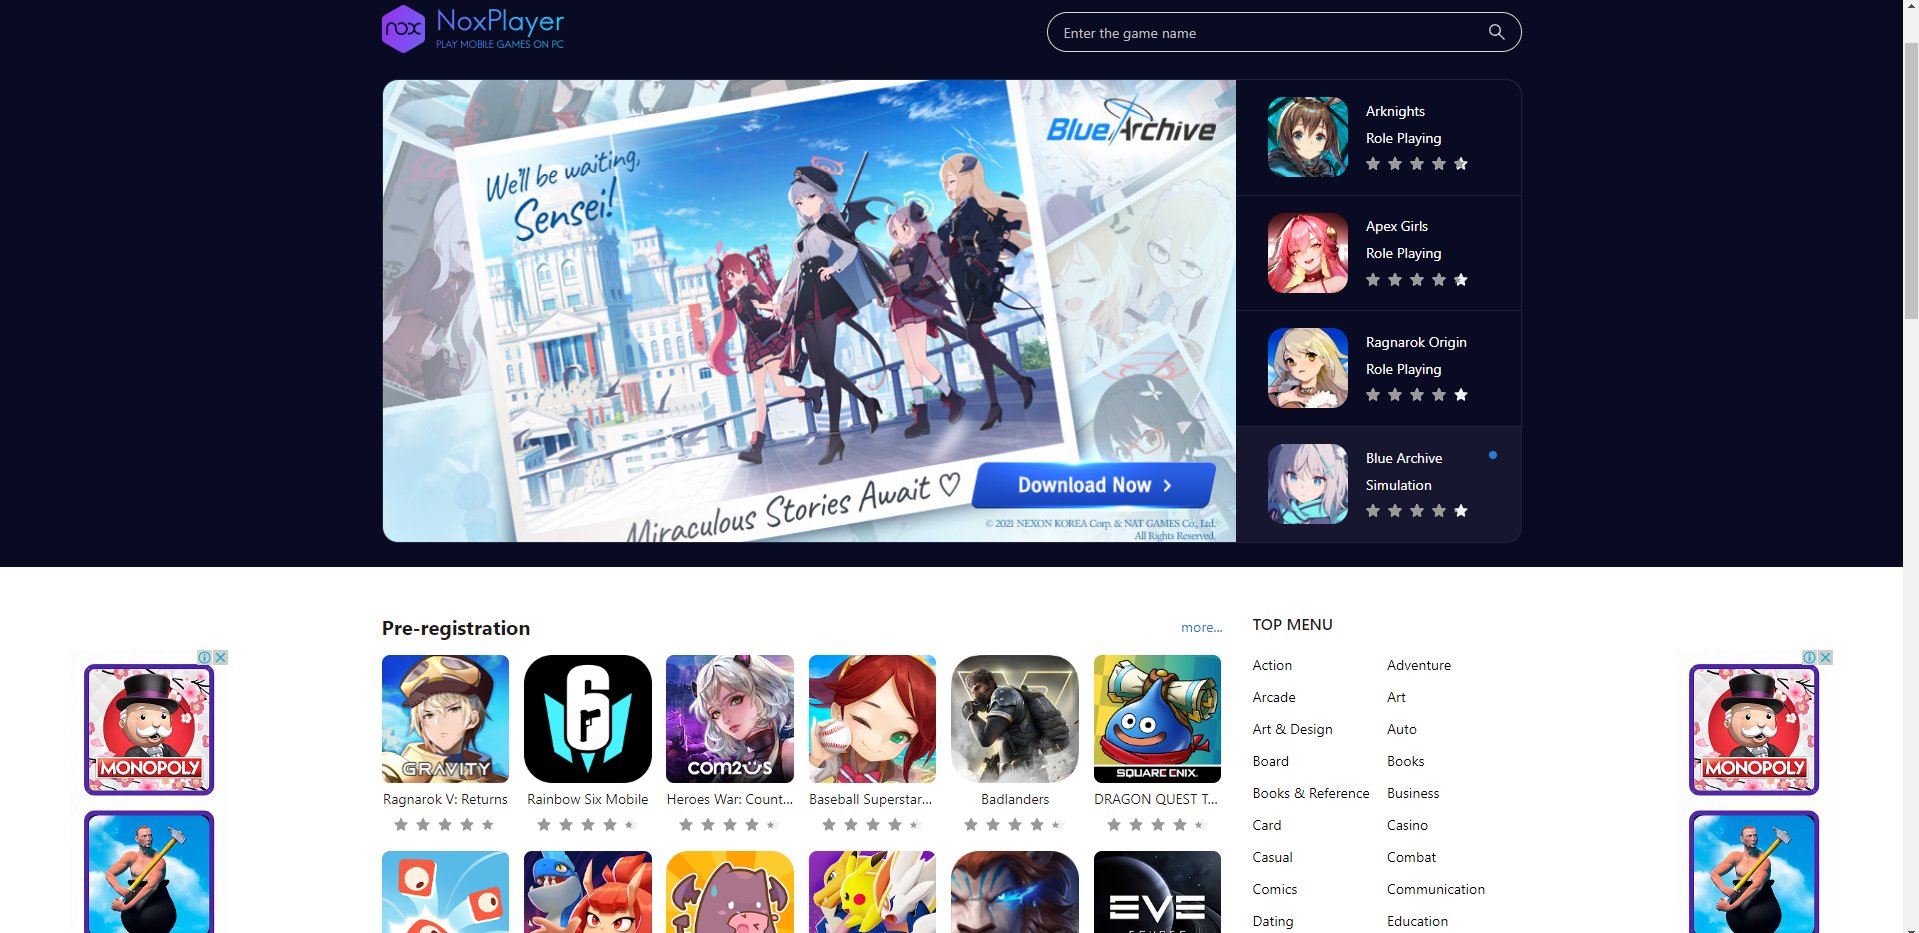 nox NoxPlayer
PLAY MOBILE GAMES ON PC
Enter the game name
We'll be waiting,
Sensei!
Blue Archive
Miraculous Stories Await ♡
Download Now >
© 2021 NEXON KOREA Corp. & NAT GAMES Co., Ltd.
All Rights Reserved.
Arknights
Role Playing
Apex Girls
Role Playing
Ragnarok Origin
Role Playing
Blue Archive
Simulation
Pre-registration
more...
GRAVITY
6
COM2US
SQUARE ENIX.
Ragnarok V: Returns
Rainbow Six Mobile
Heroes War: Count...
Baseball Superstar...
Badlanders
DRAGON QUEST T...
EVE
TOP MENU
Action
Adventure
Arcade
Art
Art & Design
Auto
Board
Books
Books & Reference
Business
Card
Casino
Casual
Combat
Comics
Communication
Dating
Education
MONOPOLY
MONOPOLY